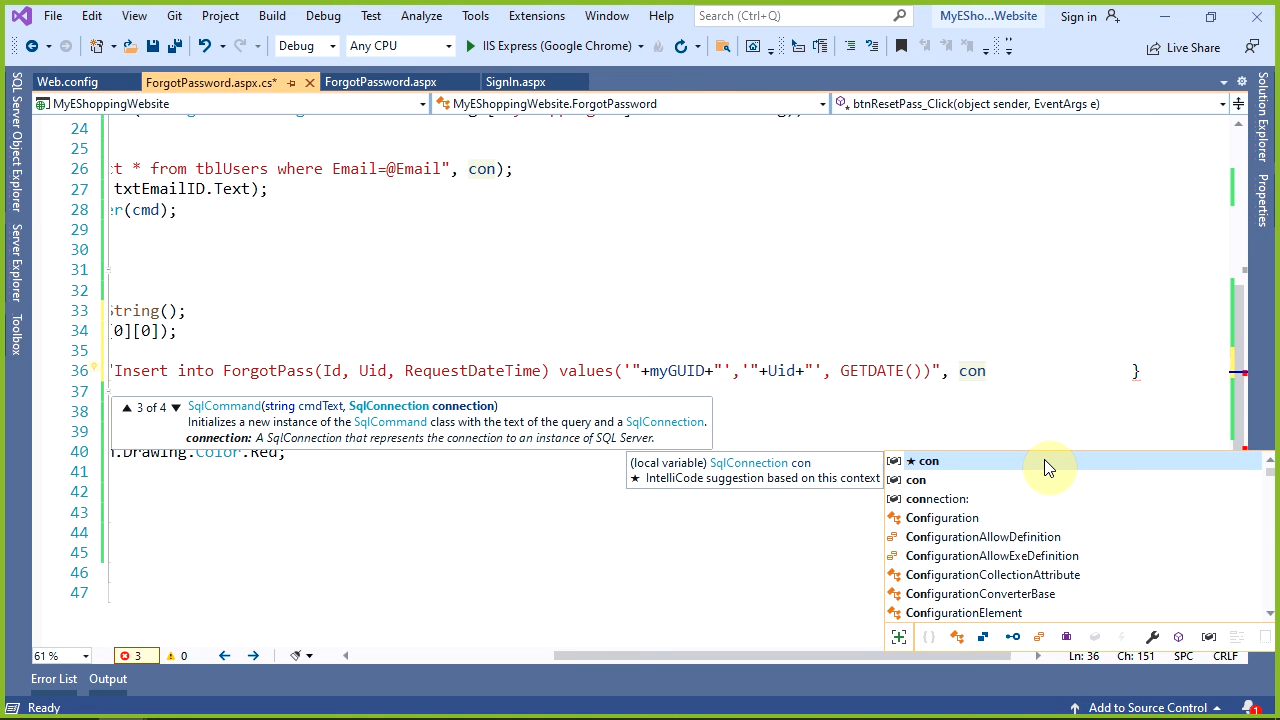 File Edit View Git Project Build Debug Test Analyze Tools Extensions Window Help Search (Ctrl+Q) MyESho...Website Sign in
Debug Any CPU IIS Express (Google Chrome) Live Share
Web.config ForgotPassword.aspx.cs* ForgotPassword.aspx SignIn.aspx
MyEShoppingWebsite MyEShoppingWebsite.ForgotPassword btnResetPass_Click(object sender, EventArgs e)
SQL Server Object Explorer
Server Explorer
Toolbox
Solution Explorer
Properties
24
25
26 ct * from tblUsers where Email=@Email", con);
27 txtEmailID.Text);
28 er(cmd);
29
30
31
32
33 String();
34 [0][0]);
35
36 "Insert into ForgotPass(Id, Uid, RequestDateTime) values('"+myGUID+"','"+Uid+"', GETDATE())", con }
37
3 of 4 SqlCommand(string cmdText, SqlConnection connection)
38 Initializes a new instance of the SqlCommand class with the text of the query and a SqlConnection.
39 connection: A SqlConnection that represents the connection to an instance of SQL Server.
40 .Drawing.Color.Red;
41
42
43
44
45
46
47
(local variable) SqlConnection con
★ IntelliCode suggestion based on this context
★ con
con
connection:
Configuration
ConfigurationAllowDefinition
ConfigurationAllowExeDefinition
ConfigurationCollectionAttribute
ConfigurationConverterBase
ConfigurationElement
61 % 3 0 Ln: 36 Ch: 151 SPC CRLF
Error List Output
Ready Add to Source Control 1